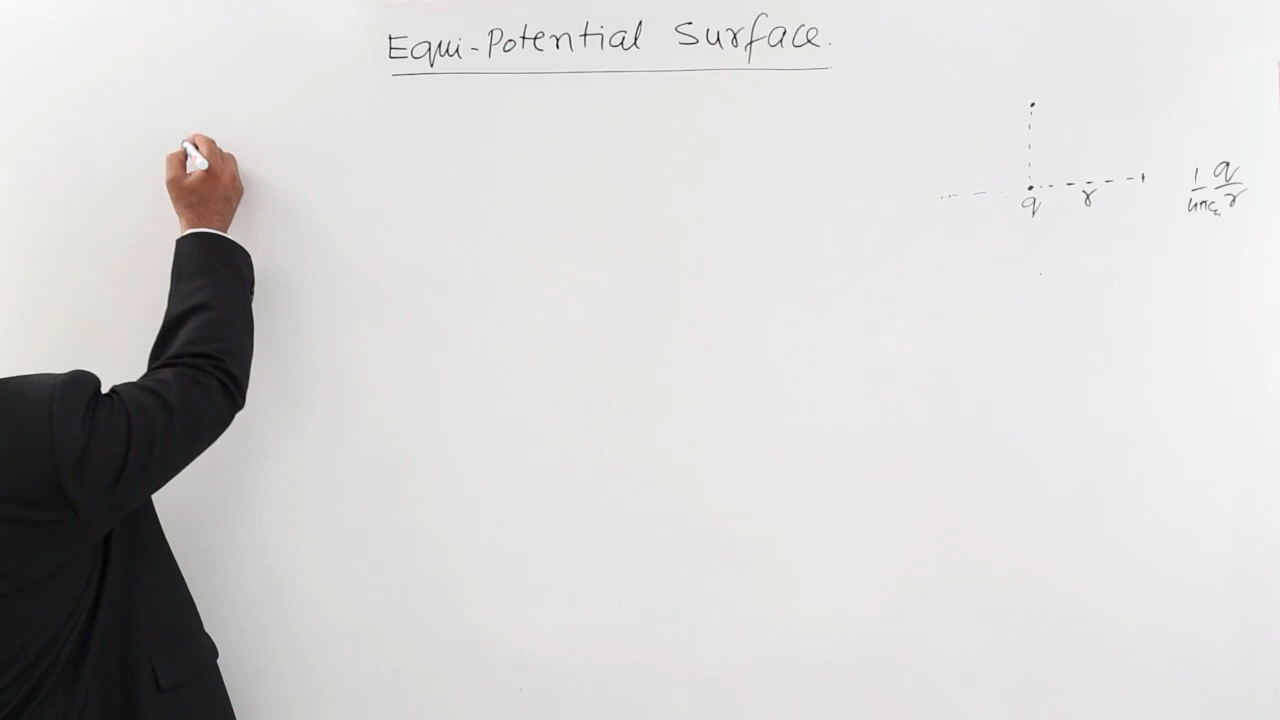 Equi-Potential Surface.
q r 1/4πε₀ q/r